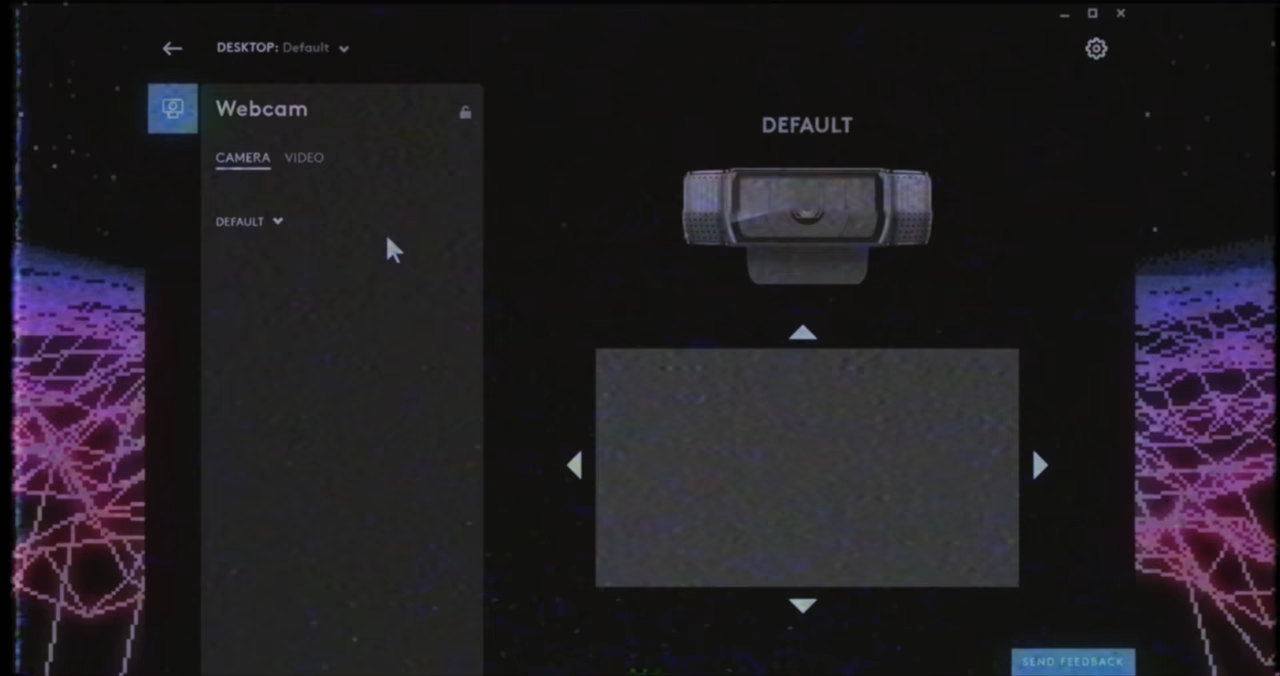 DESKTOP: Default
Webcam
CAMERA VIDEO
DEFAULT
DEFAULT
SEND FEEDBACK